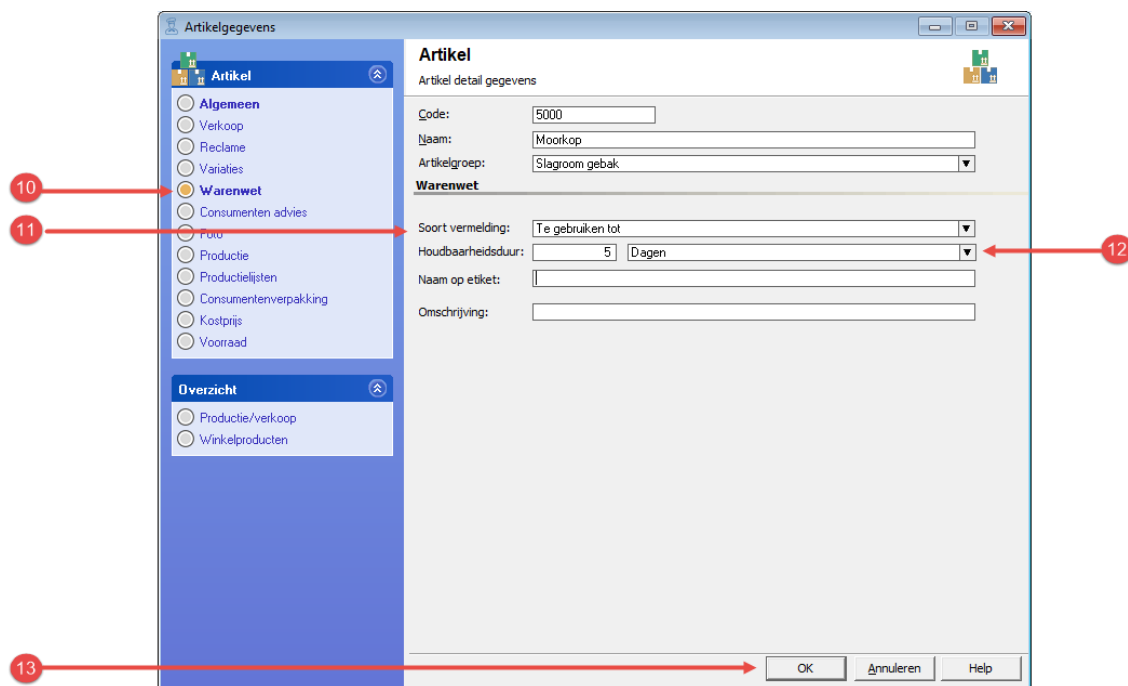 Artikelgegevens
Artikel
Algemeen
Verkoop
Reclame
Variaties
10
Warenwet
Consumenten advies
11
Foto
Productie
Productielijsten
Consumentenverpakking
Kostprijs
Voorraad
Overzicht
Productie/verkoop
Winkelproducten
Artikel
Artikel detail gegevens
Code: 5000
Naam: Moorkop
Artikelgroep: Slagroom gebak
Warenwet
Soort vermelding: Te gebruiken tot
Houdbaarheidsduur: 5 Dagen
12
Naam op etiket:
Omschrijving:
13
OK Annuleren Help